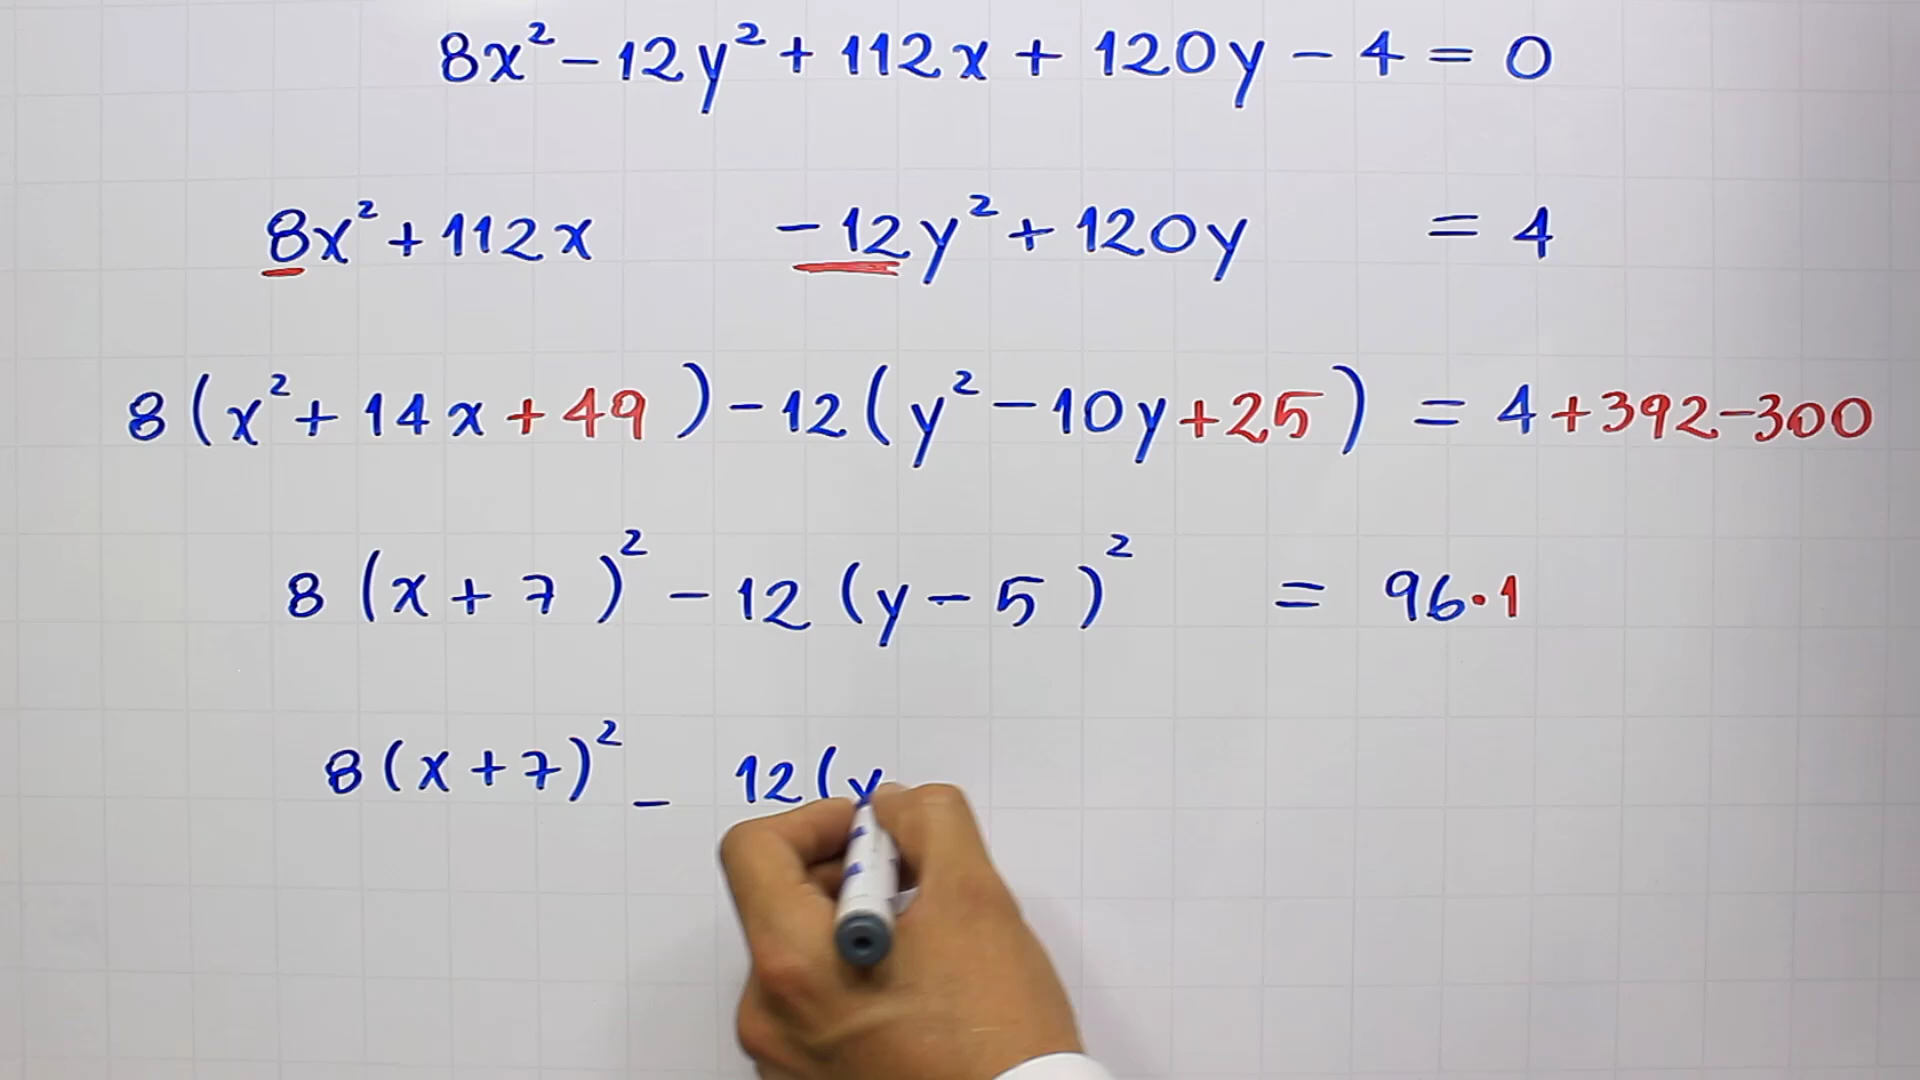 8x² - 12y² + 112x + 120y - 4 = 0
8x² + 112x - 12y² + 120y = 4
8(x² + 14x + 49) - 12(y² - 10y + 25) = 4 + 392 - 300
8(x + 7)² - 12(y - 5)² = 96·1
8(x + 7)² - 12(y